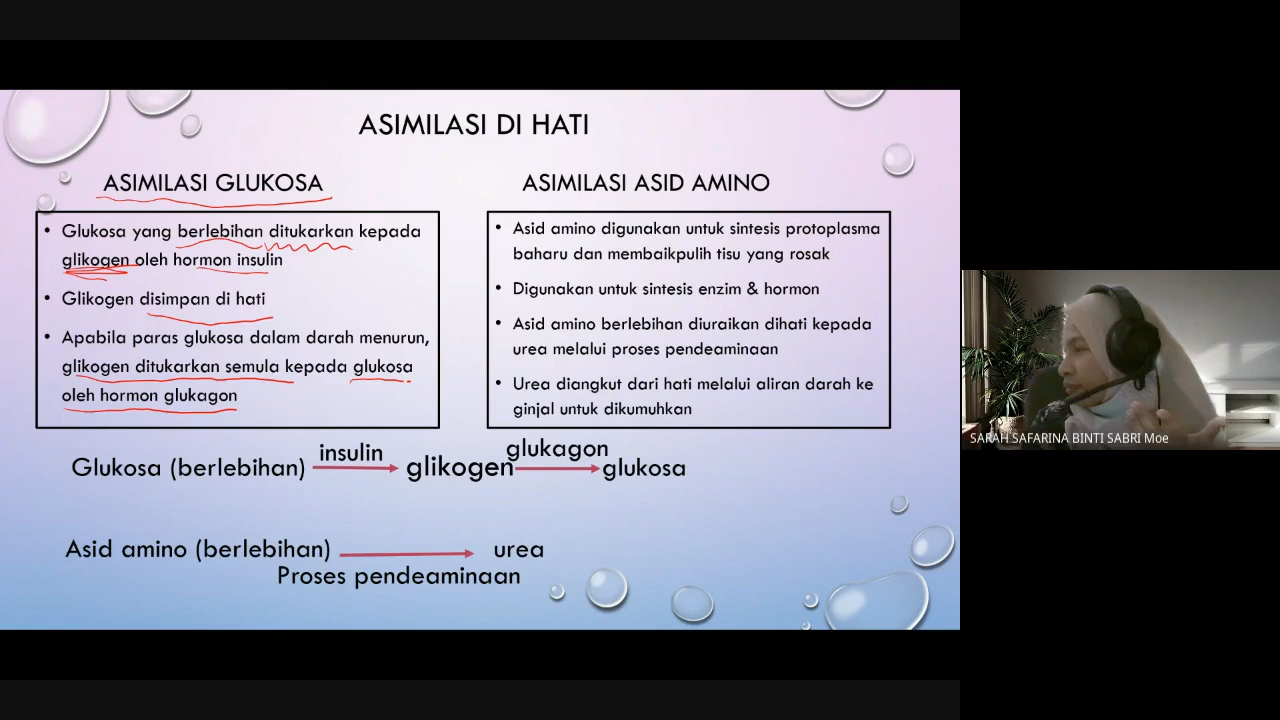 ASIMILASI DI HATI
ASIMILASI GLUKOSA
• Glukosa yang berlebihan ditukarkan kepada
glikogen oleh hormon insulin
• Glikogen disimpan di hati
• Apabila paras glukosa dalam darah menurun,
glikogen ditukarkan semula kepada glukosa
oleh hormon glukagon
ASIMILASI ASID AMINO
• Asid amino digunakan untuk sintesis protoplasma
baharu dan membaikpulih tisu yang rosak
• Digunakan untuk sintesis enzim & hormon
• Asid amino berlebihan diuraikan dihati kepada
urea melalui proses pendeaminaan
• Urea diangkut dari hati melalui aliran darah ke
ginjal untuk dikumuhkan
insulin glukagon
Glukosa (berlebihan) glikogen glukosa
Asid amino (berlebihan) urea
Proses pendeaminaan
SARAH SAFARINA BINTI SABRI Moe